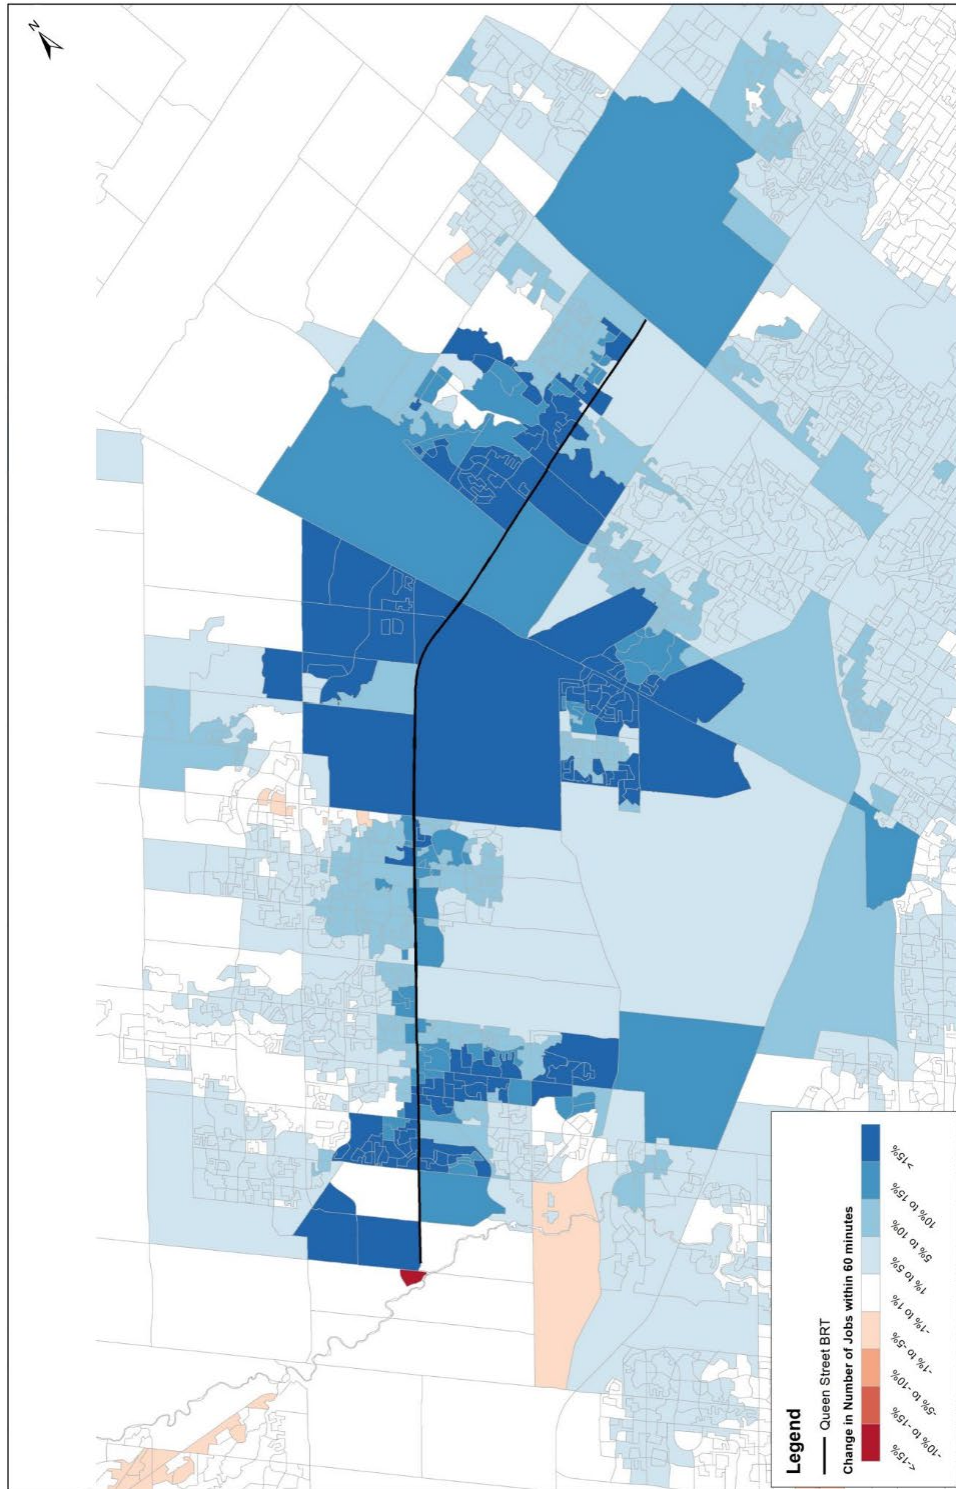 N
Legend
Queen Street BRT
Change in Number of Jobs within 60 minutes
<-15%
-10% to -15%
-5% to -10%
-1% to -5%
-1% to 1%
1% to 5%
5% to 10%
10% to 15%
>15%